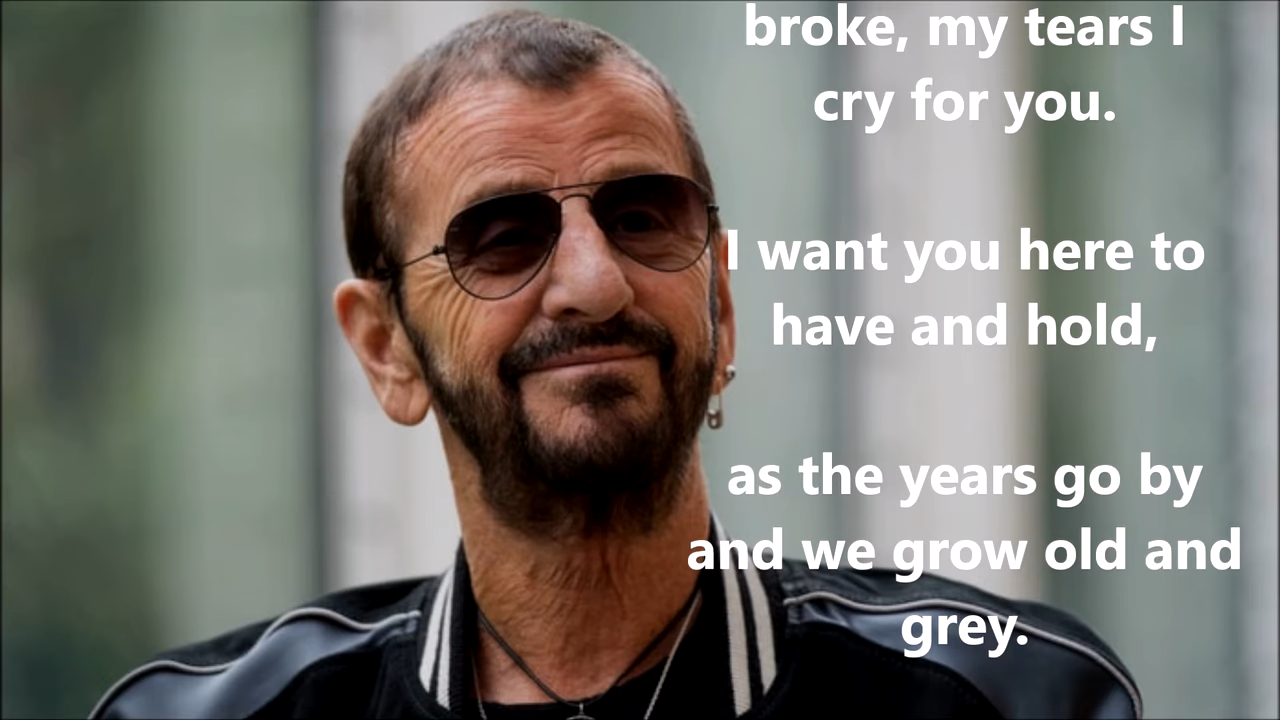 broke, my tears I
cry for you.
I want you here to
have and hold,
as the years go by
and we grow old and
grey.